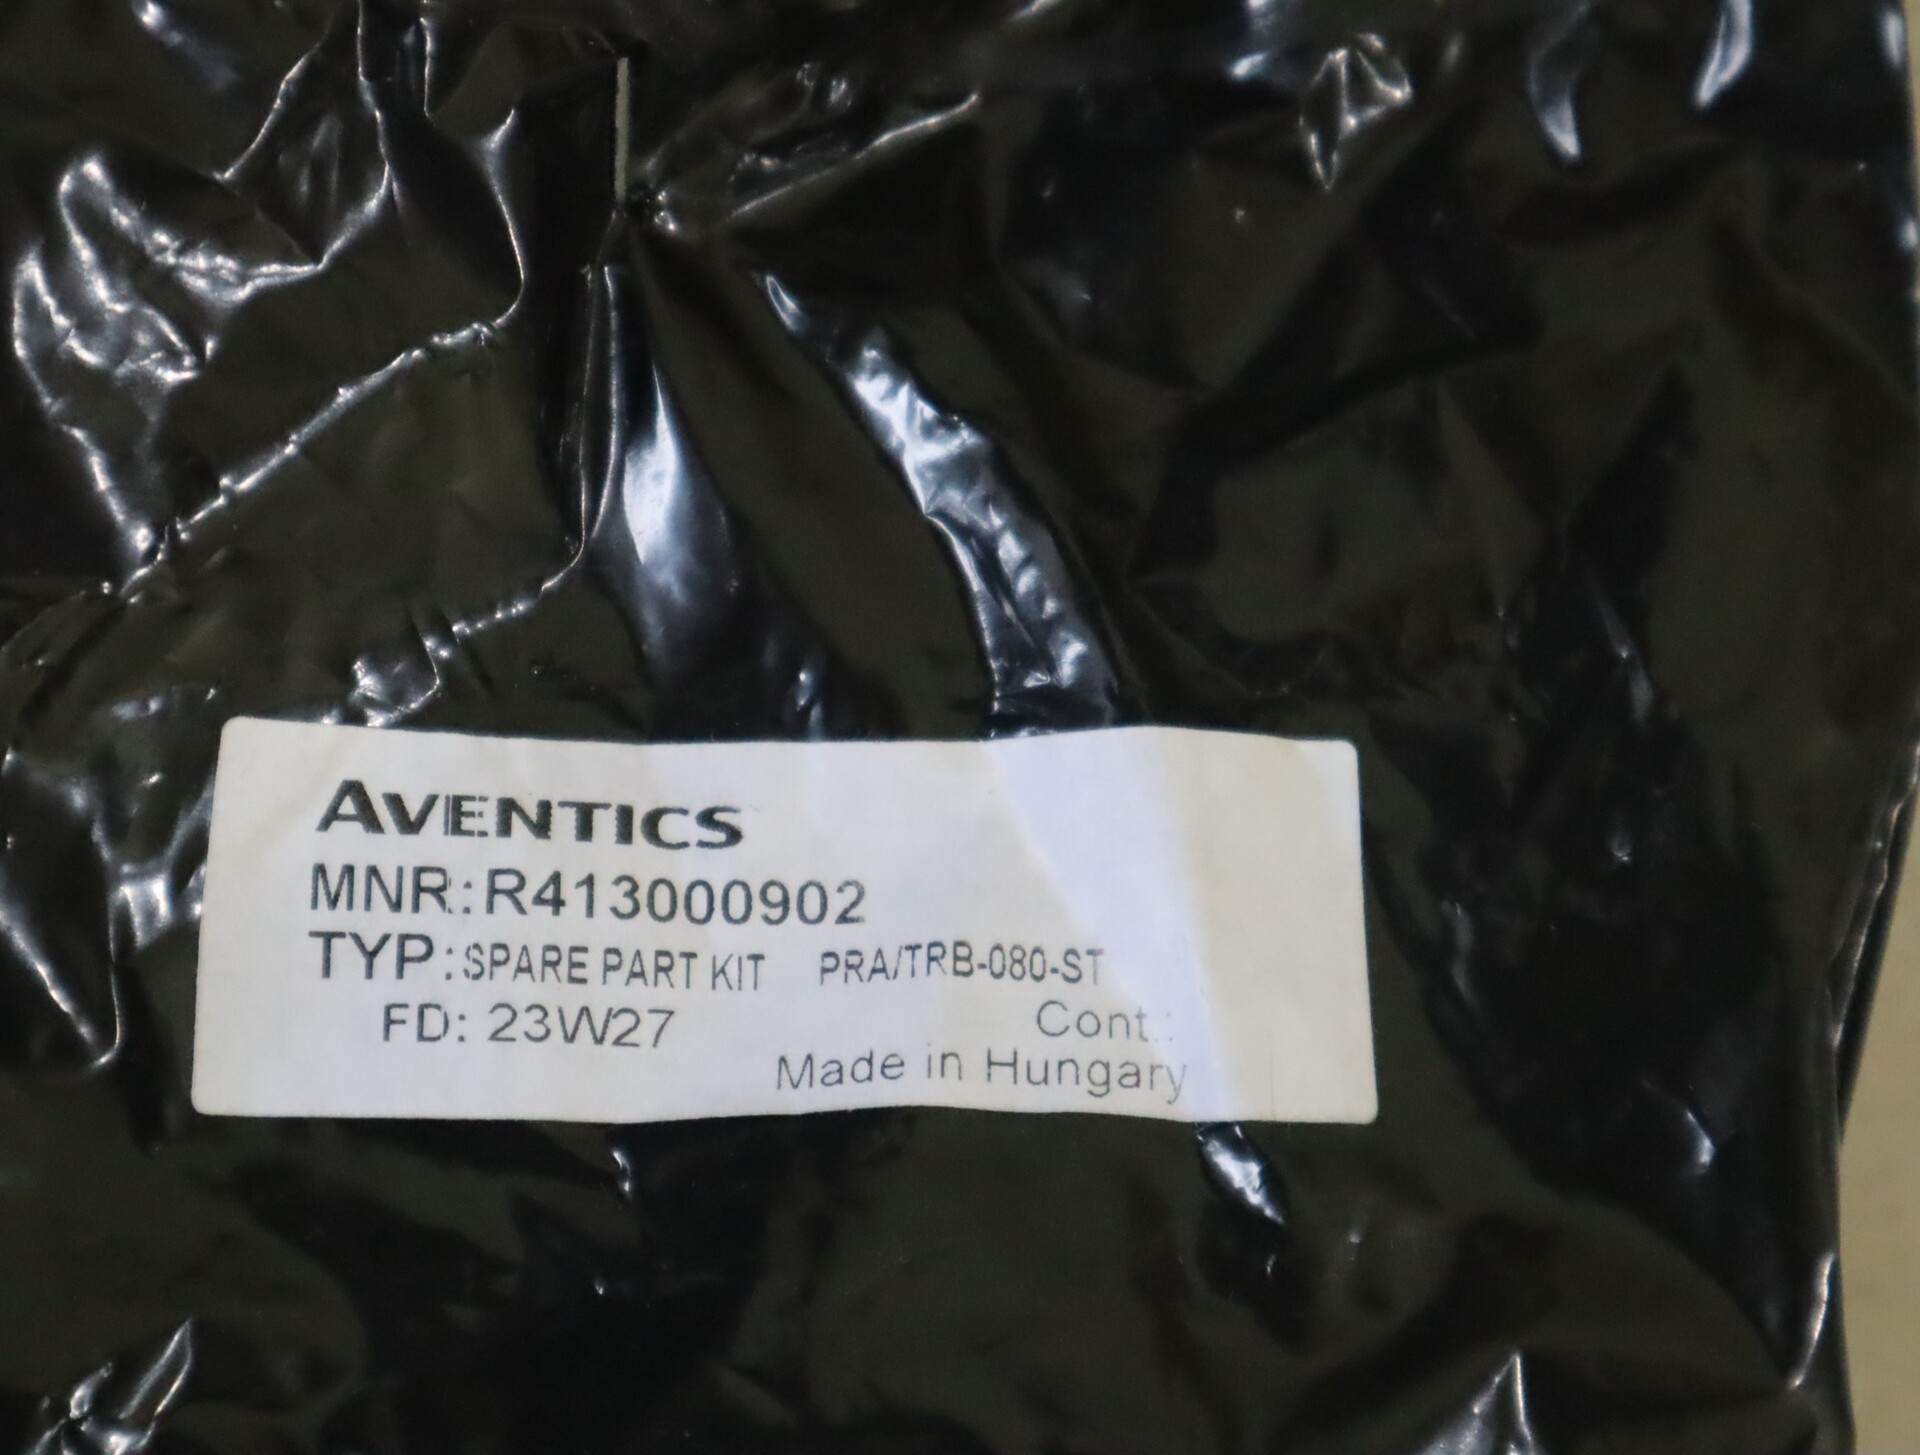 AVENTICS
MNR: R413000902
TYP: SPARE PART KIT PRA/TRB-080-ST
FD: 23W27 Cont.:
Made in Hungary